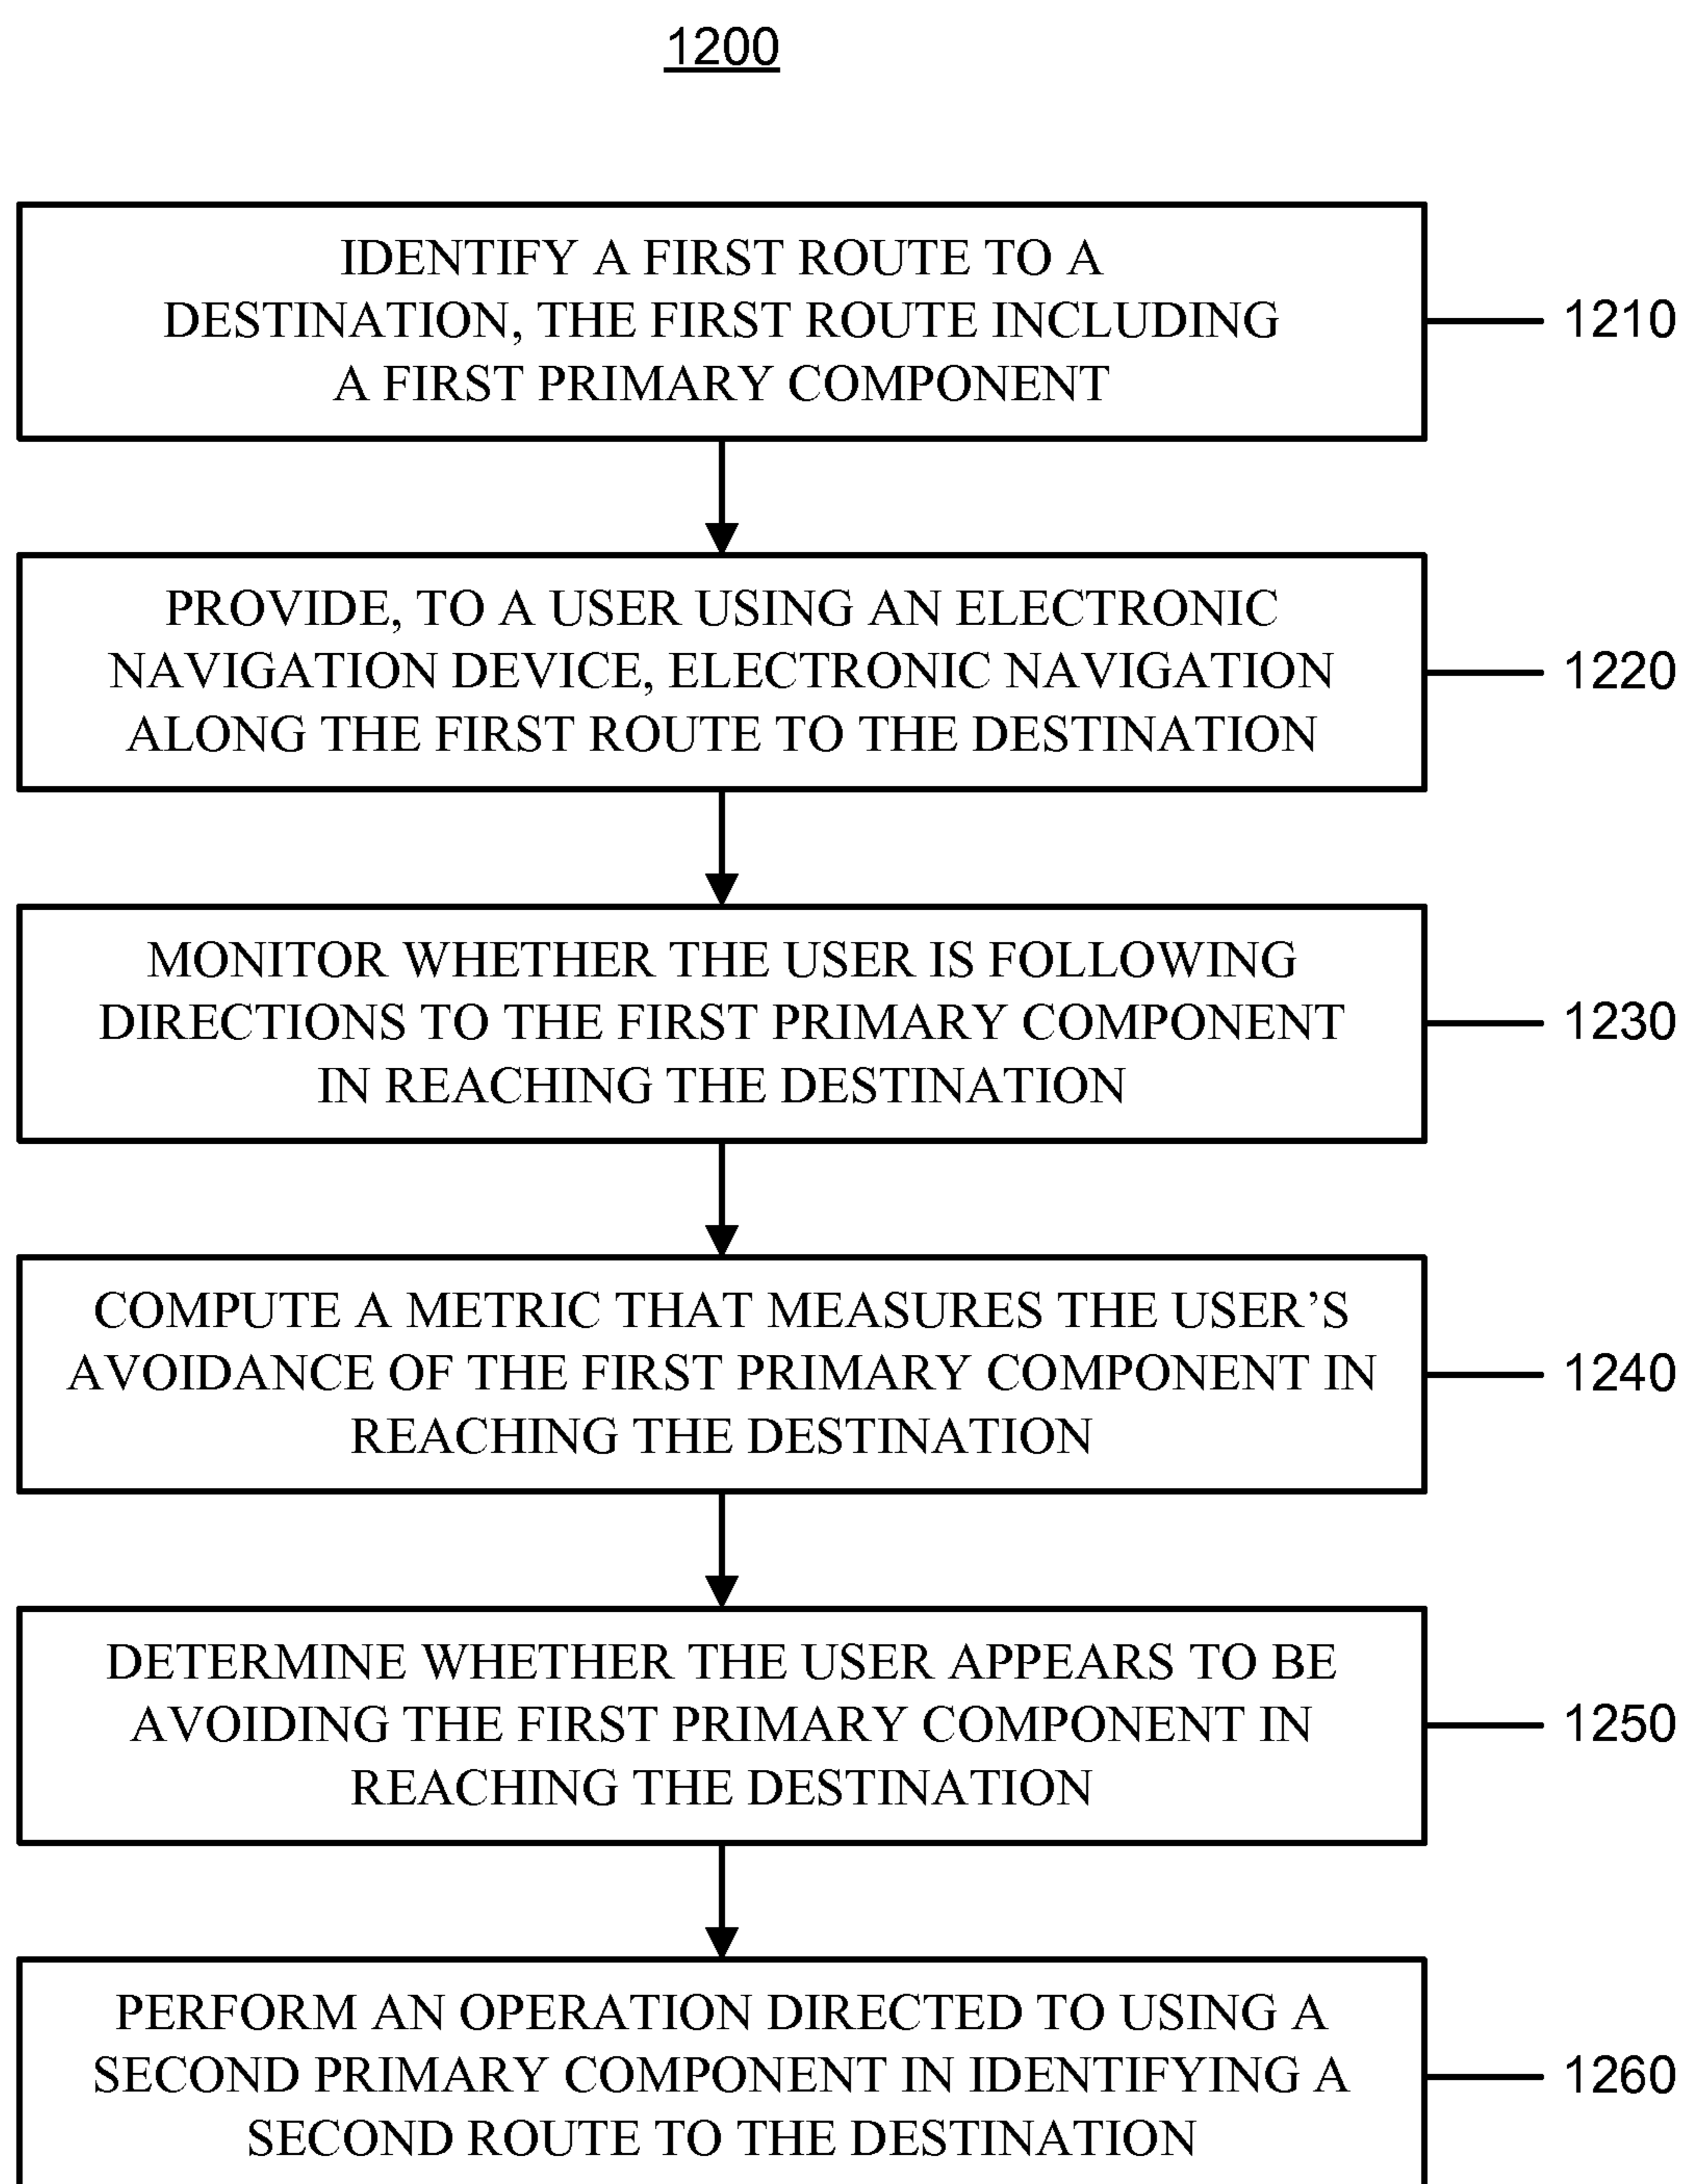 1200
IDENTIFY A FIRST ROUTE TO A
DESTINATION, THE FIRST ROUTE INCLUDING
A FIRST PRIMARY COMPONENT
1210
PROVIDE, TO A USER USING AN ELECTRONIC
NAVIGATION DEVICE, ELECTRONIC NAVIGATION
ALONG THE FIRST ROUTE TO THE DESTINATION
1220
MONITOR WHETHER THE USER IS FOLLOWING
DIRECTIONS TO THE FIRST PRIMARY COMPONENT
IN REACHING THE DESTINATION
1230
COMPUTE A METRIC THAT MEASURES THE USER’S
AVOIDANCE OF THE FIRST PRIMARY COMPONENT IN
REACHING THE DESTINATION
1240
DETERMINE WHETHER THE USER APPEARS TO BE
AVOIDING THE FIRST PRIMARY COMPONENT IN
REACHING THE DESTINATION
1250
PERFORM AN OPERATION DIRECTED TO USING A
SECOND PRIMARY COMPONENT IN IDENTIFYING A
SECOND ROUTE TO THE DESTINATION
1260